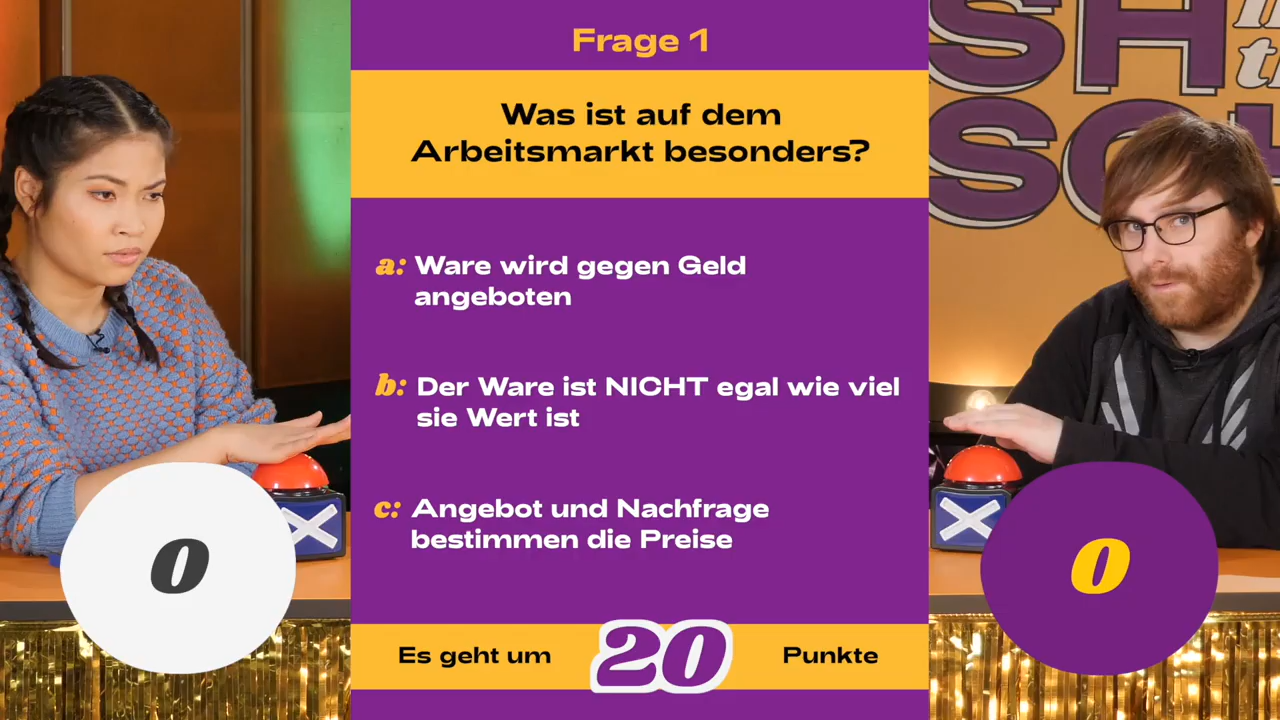 Frage 1
Was ist auf dem
Arbeitsmarkt besonders?
a: Ware wird gegen Geld
angeboten
b: Der Ware ist NICHT egal wie viel
sie Wert ist
c: Angebot und Nachfrage
bestimmen die Preise
0
0
Es geht um 20 Punkte